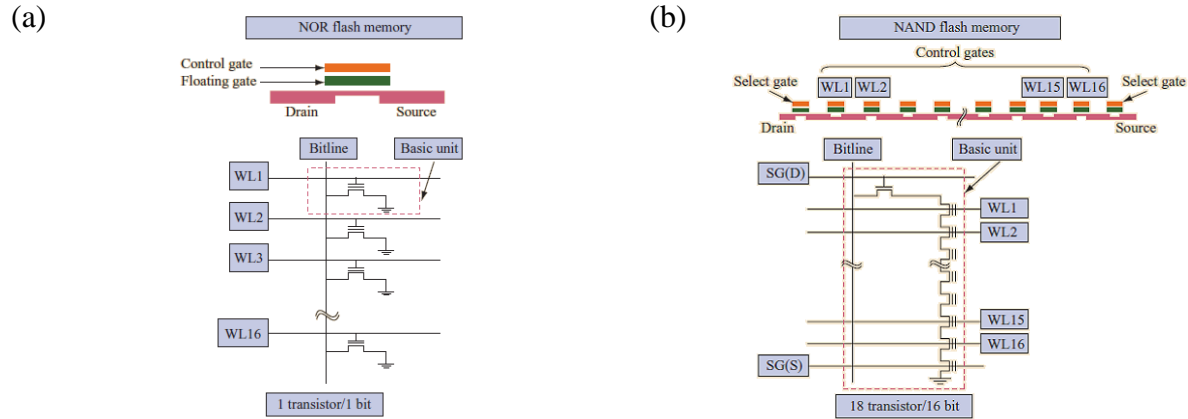 (a)
NOR flash memory
Control gate
Floating gate
Drain
Source
Bitline
Basic unit
WL1
WL2
WL3
WL16
1 transistor/1 bit
(b)
NAND flash memory
Control gates
Select gate
WL1
WL2
WL15
WL16
Select gate
Drain
Source
Bitline
Basic unit
SG(D)
WL1
WL2
WL15
WL16
SG(S)
18 transistor/16 bit